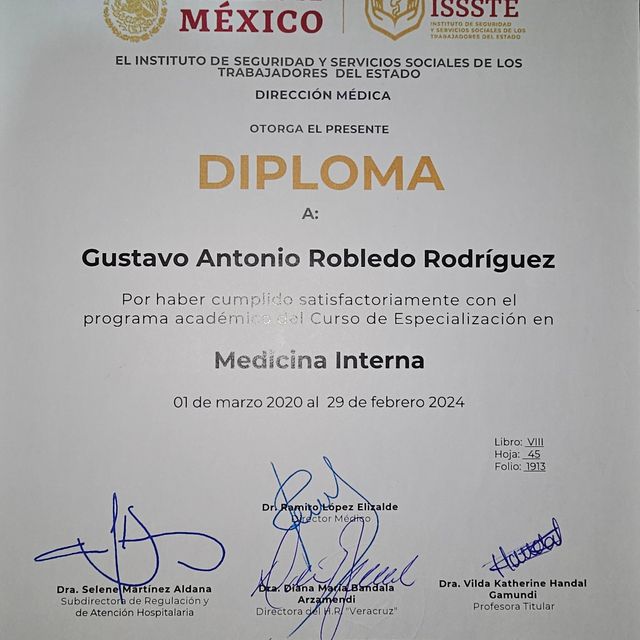 MÉXICO
ISSSTE
INSTITUTO DE SEGURIDAD
Y SERVICIOS SOCIALES DE LOS
TRABAJADORES DEL ESTADO
EL INSTITUTO DE SEGURIDAD Y SERVICIOS SOCIALES DE LOS
TRABAJADORES DEL ESTADO
DIRECCIÓN MÉDICA
OTORGA EL PRESENTE
DIPLOMA
A:
Gustavo Antonio Robledo Rodríguez
Por haber cumplido satisfactoriamente con el
programa académico del Curso de Especialización en
Medicina Interna
01 de marzo 2020 al 29 de febrero 2024
Libro: VIII
Hoja: 45
Folio: 1913
Dr. Ramiro López Elizalde
Director Médico
Dra. Selene Martínez Aldana
Subdirectora de Regulación y
de Atención Hospitalaria
Dra. Diana María Bandala
Arzamendi
Directora del H.R. "Veracruz"
Dra. Vilda Katherine Handal
Gamundi
Profesora Titular